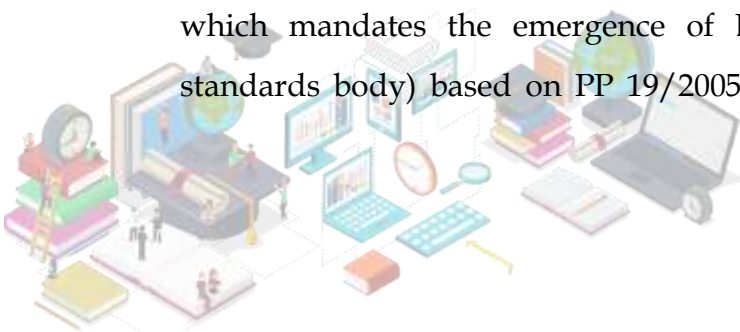 which mandates the emergence of
standards body) based on PP 19/2005